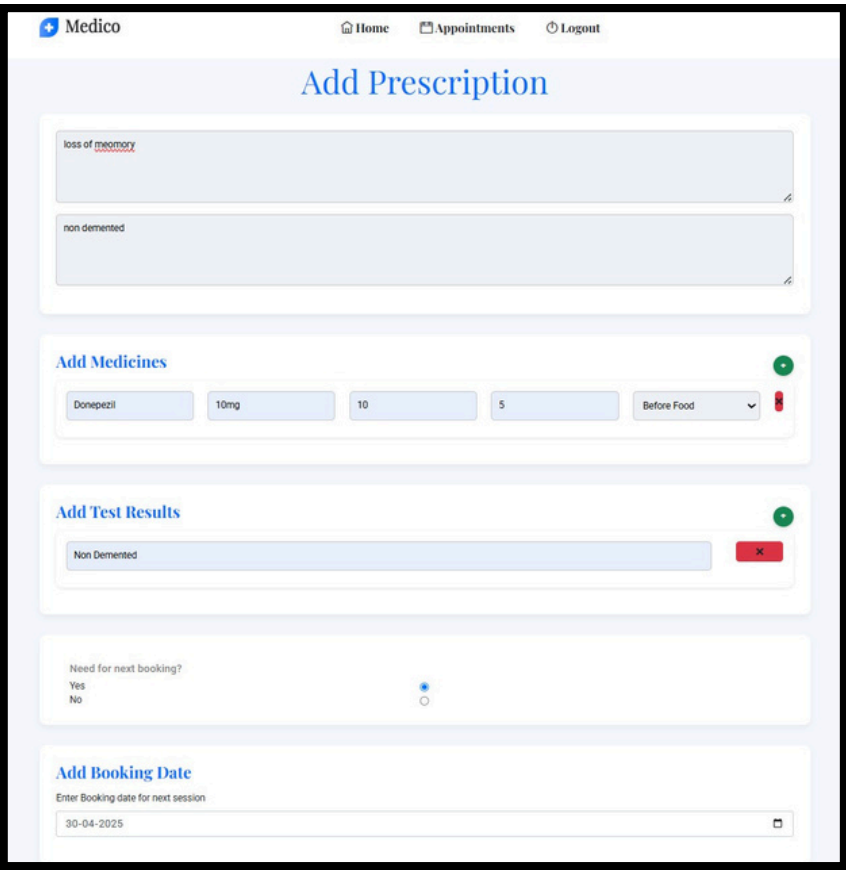 Medico Home Appointments Logout
Add Prescription
loss of meomory
non demented
Add Medicines
Donepezil 10mg 10 5 Before Food
Add Test Results
Non Demented
Need for next booking?
Yes
No
Add Booking Date
Enter Booking date for next session
30-04-2025